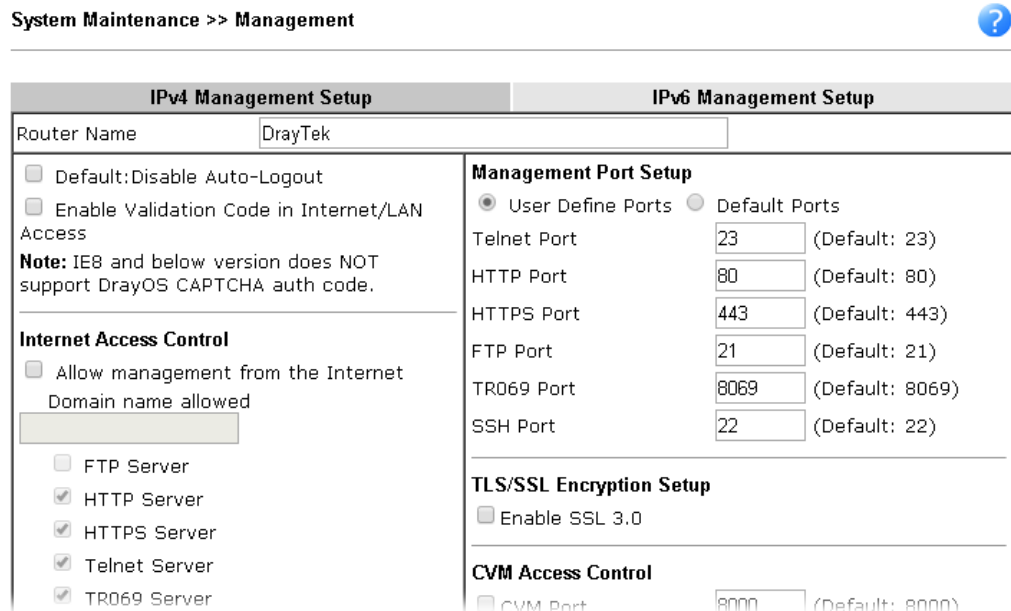 System Maintenance >> Management
?
IPv4 Management Setup
IPv6 Management Setup
Router Name
DrayTek
Default:Disable Auto-Logout
Enable Validation Code in Internet/LAN
Access
Note: IE8 and below version does NOT
support DrayOS CAPTCHA auth code.
Internet Access Control
Allow management from the Internet
Domain name allowed
FTP Server
HTTP Server
HTTPS Server
Telnet Server
TR069 Server
Management Port Setup
User Define Ports Default Ports
Telnet Port 23 (Default: 23)
HTTP Port 80 (Default: 80)
HTTPS Port 443 (Default: 443)
FTP Port 21 (Default: 21)
TR069 Port 8069 (Default: 8069)
SSH Port 22 (Default: 22)
TLS/SSL Encryption Setup
Enable SSL 3.0
CVM Access Control
CVM Port 8000 (Default: 8000)